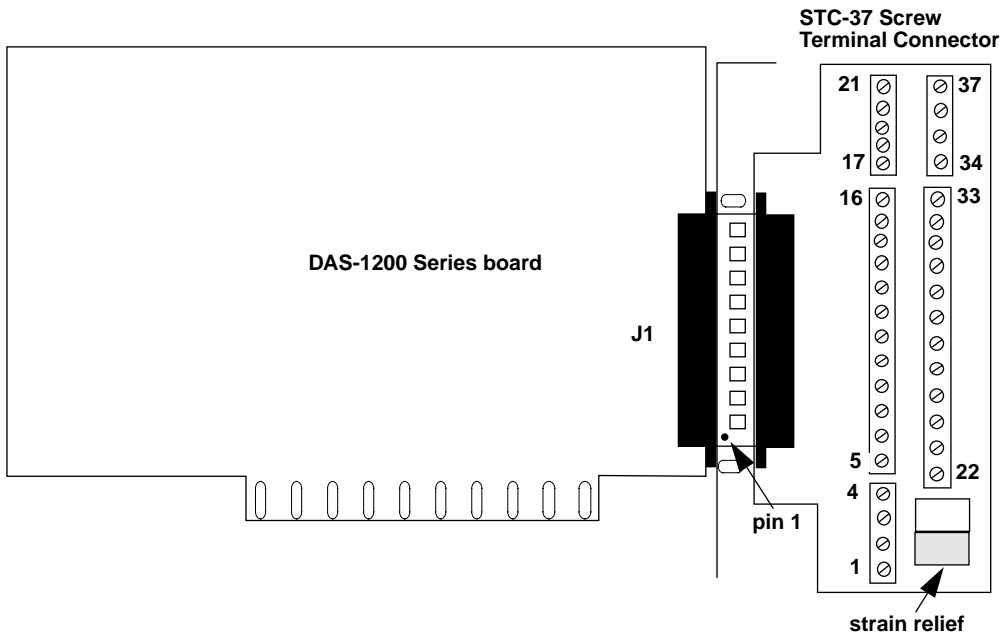 STC-37 Screw
Terminal Connector
21
37
17
34
16
33
DAS-1200 Series board
J1
5
22
4
pin 1
1
strain relief